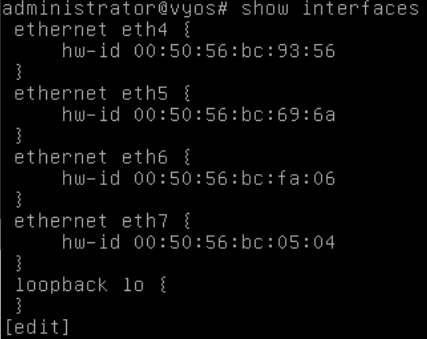 administrator@vyos# show interfaces
 ethernet eth4 {
     hw-id 00:50:56:bc:93:56
 }
 ethernet eth5 {
     hw-id 00:50:56:bc:69:6a
 }
 ethernet eth6 {
     hw-id 00:50:56:bc:fa:06
 }
 ethernet eth7 {
     hw-id 00:50:56:bc:05:04
 }
 loopback lo {
 }
[edit]